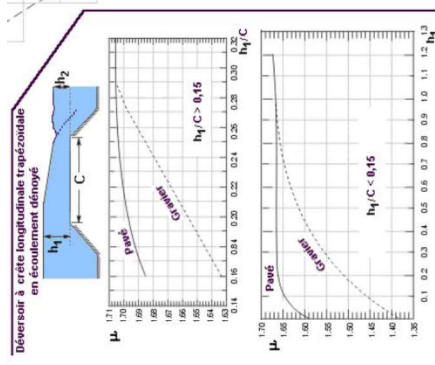 Déversoir à crête longitudinale trapézoidale
en écoulement dénoyé
h1
h2
C
μ
1.71
1.70
1.69
1.68
1.67
1.66
1.65
1.64
1.63
Pavé
Gravier
h1/C > 0,15
0.14 0.16 0.84 0.20 0.22 0.24 0.26 0.28 0.30 0.32
h1/C
μ
1.70
1.65
1.60
1.55
1.50
1.45
1.40
1.35
Pavé
Gravier
h1/C < 0,15
0.1 0.2 0.3 0.4 0.5 0.6 0.7 0.8 0.9 1.0 1.1 1.2 1.3
h1